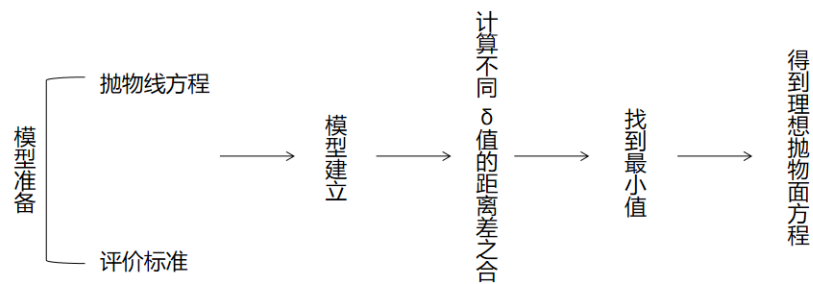 模型准备
抛物线方程
评价标准
模型建立
计算不同δ值的距离差之合
找到最小值
得到理想抛物面方程